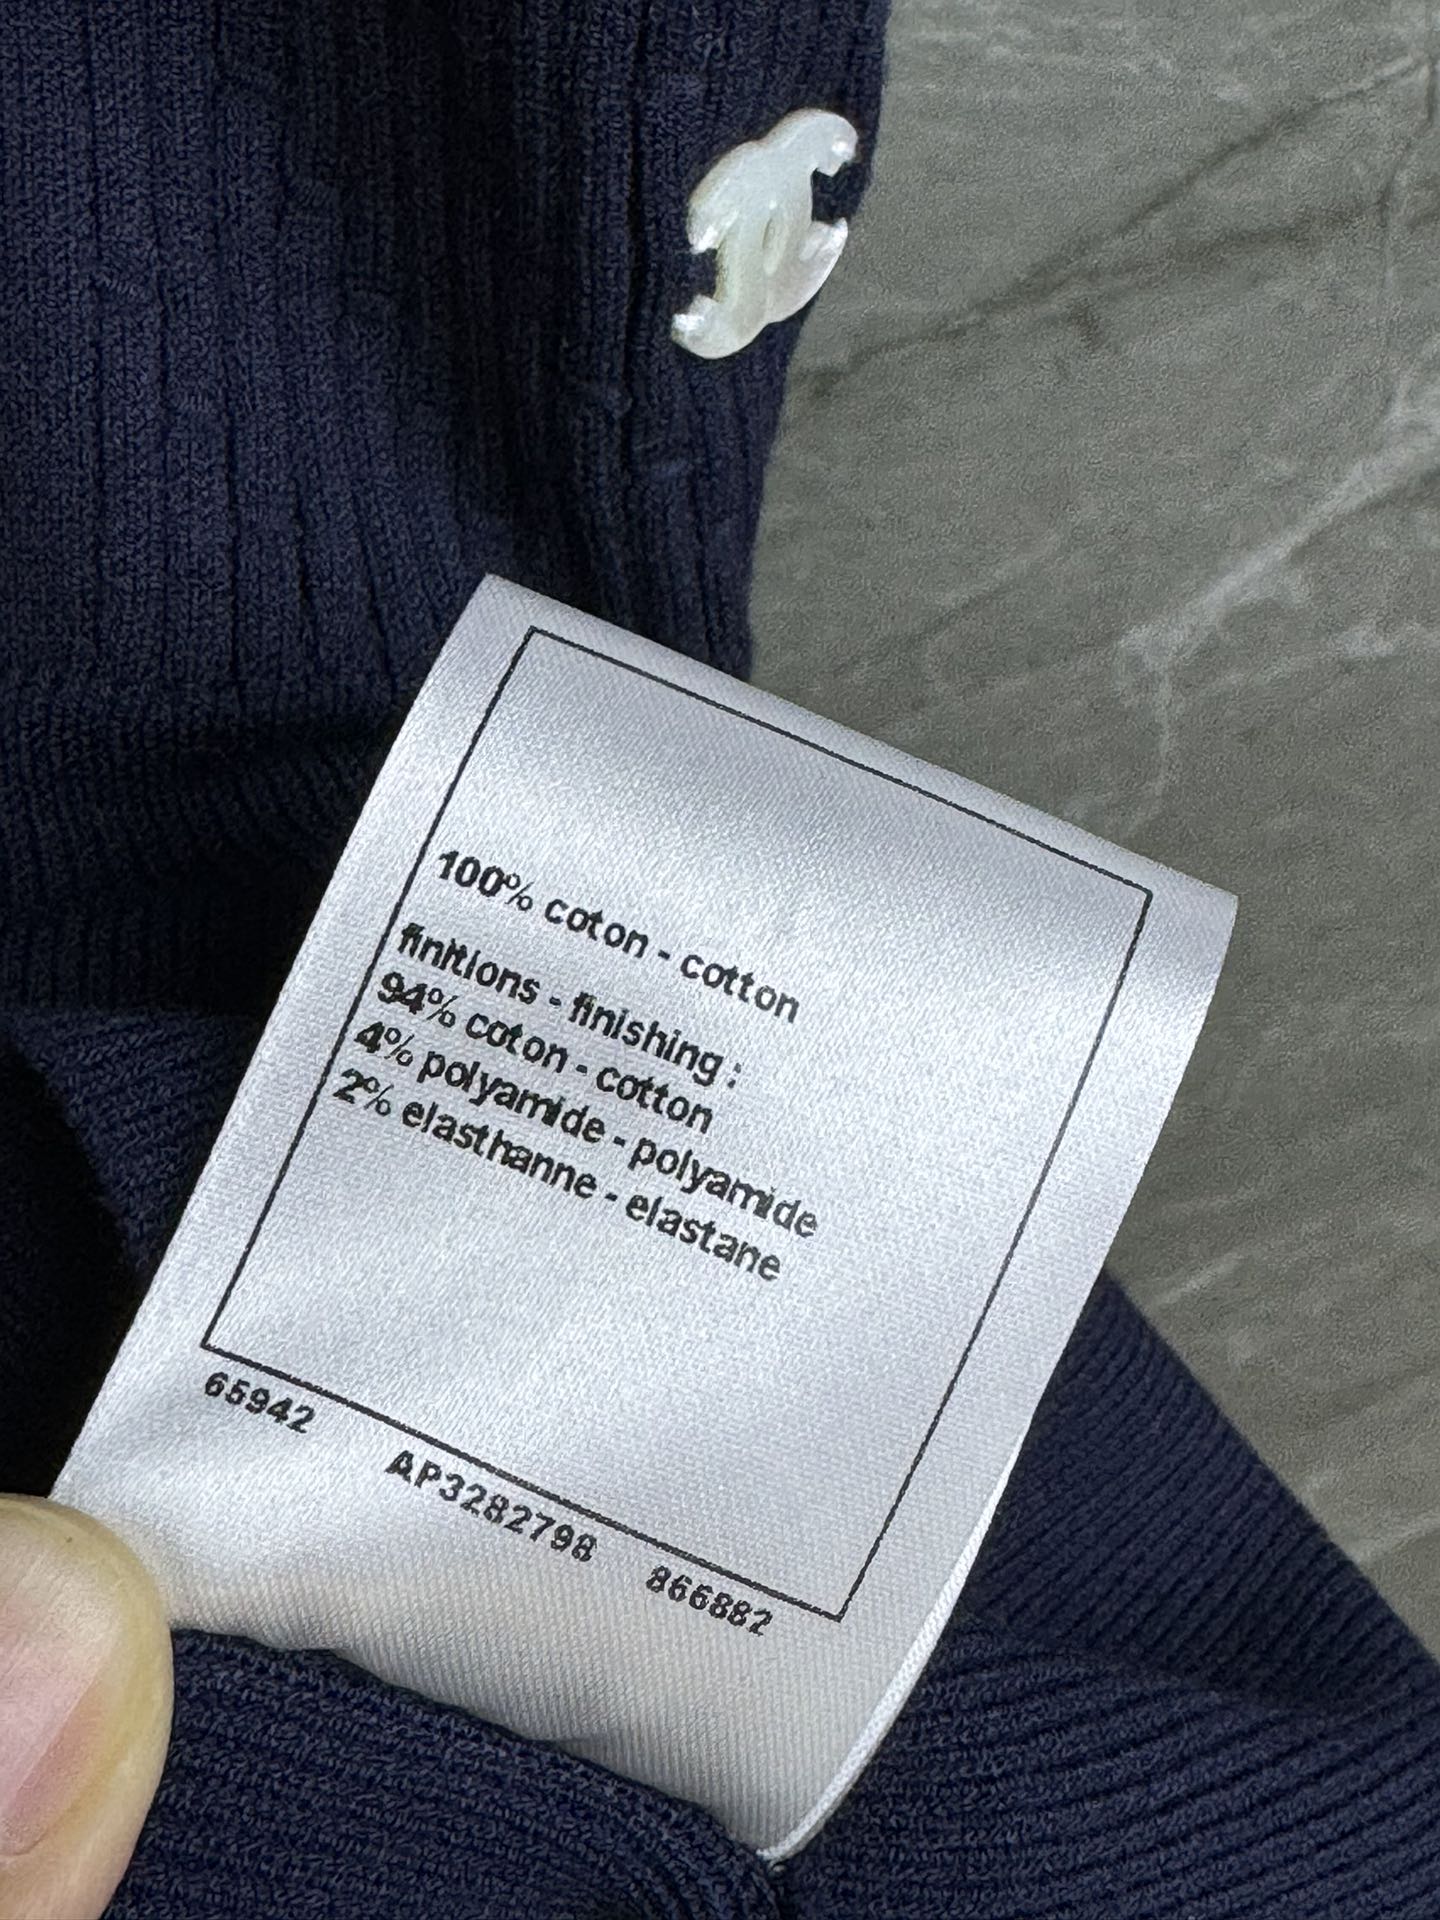 100% coton - cotton
finitions - finishing :
94% coton - cotton
4% polyamide - polyamide
2% elasthanne - elastane
65942 AP3282798 866882